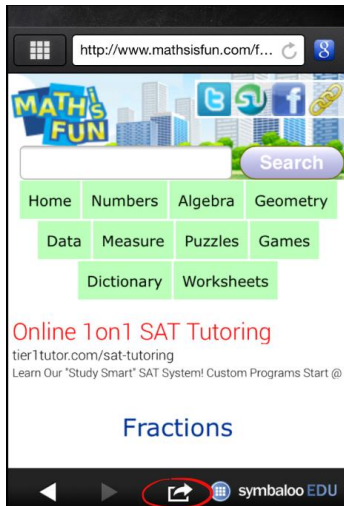 http://www.mathsisfun.com/f... 8
MATH is
FUN
Search
Home Numbers Algebra Geometry
Data Measure Puzzles Games
Dictionary Worksheets
Online 1on1 SAT Tutoring
tier1tutor.com/sat-tutoring
Learn Our "Study Smart" SAT System! Custom Programs Start @
Fractions
symbaloo EDU